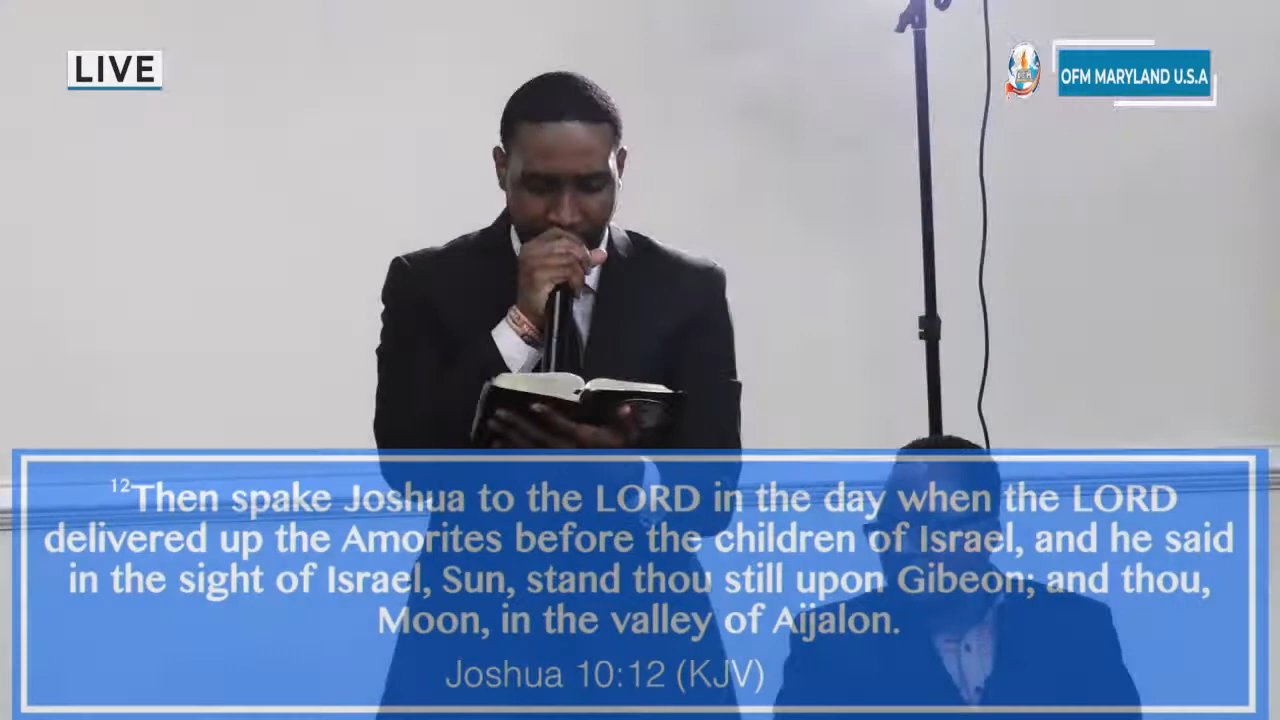 LIVE
OFM MARYLAND U.S.A
¹²Then spake Joshua to the LORD in the day when the LORD
delivered up the Amorites before the children of Israel, and he said
in the sight of Israel, Sun, stand thou still upon Gibeon; and thou,
Moon, in the valley of Aijalon.
Joshua 10:12 (KJV)